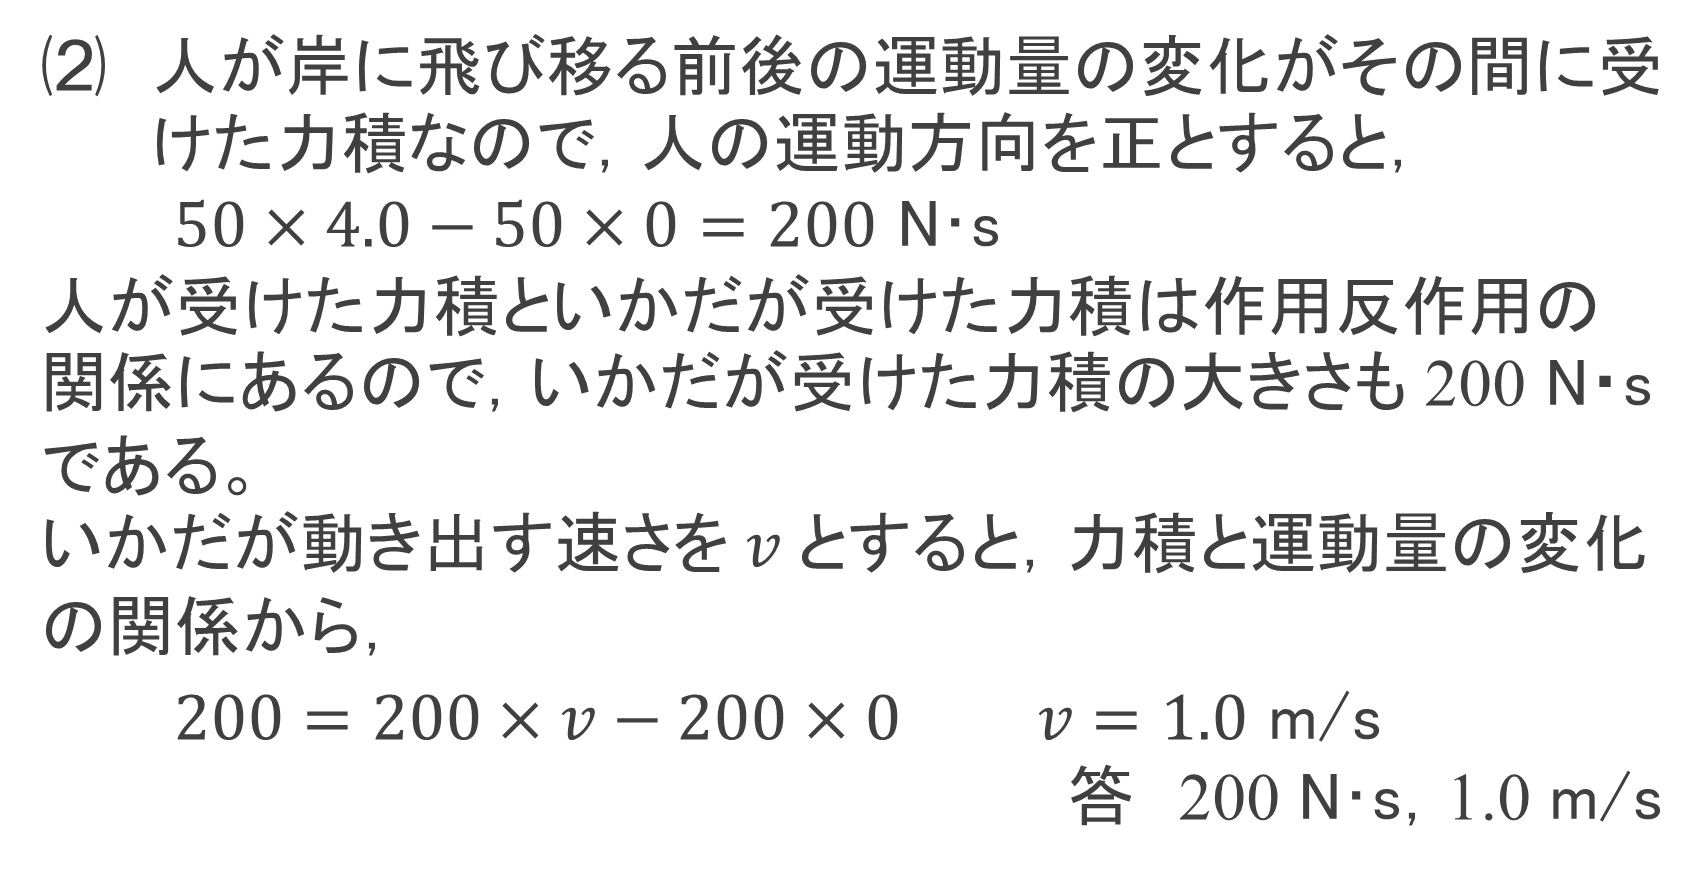 ⑵ 人が岸に飛び移る前後の運動量の変化がその間に受
けた力積なので, 人の運動方向を正とすると,
50 × 4.0 − 50 × 0 = 200 N･s
人が受けた力積といかだが受けた力積は作用反作用の
関係にあるので, いかだが受けた力積の大きさも 200 N･s
である。
いかだが動き出す速さを v とすると, 力積と運動量の変化
の関係から,
200 = 200 × v − 200 × 0 v = 1.0 m/s
答 200 N･s, 1.0 m/s